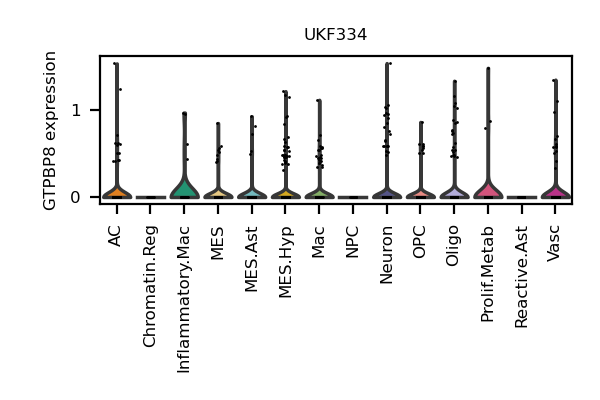 UKF334
GTPBP8 expression
1
0
AC
Chromatin.Reg
Inflammatory.Mac
MES
MES.Ast
MES.Hyp
Mac
NPC
Neuron
OPC
Oligo
Prolif.Metab
Reactive.Ast
Vasc